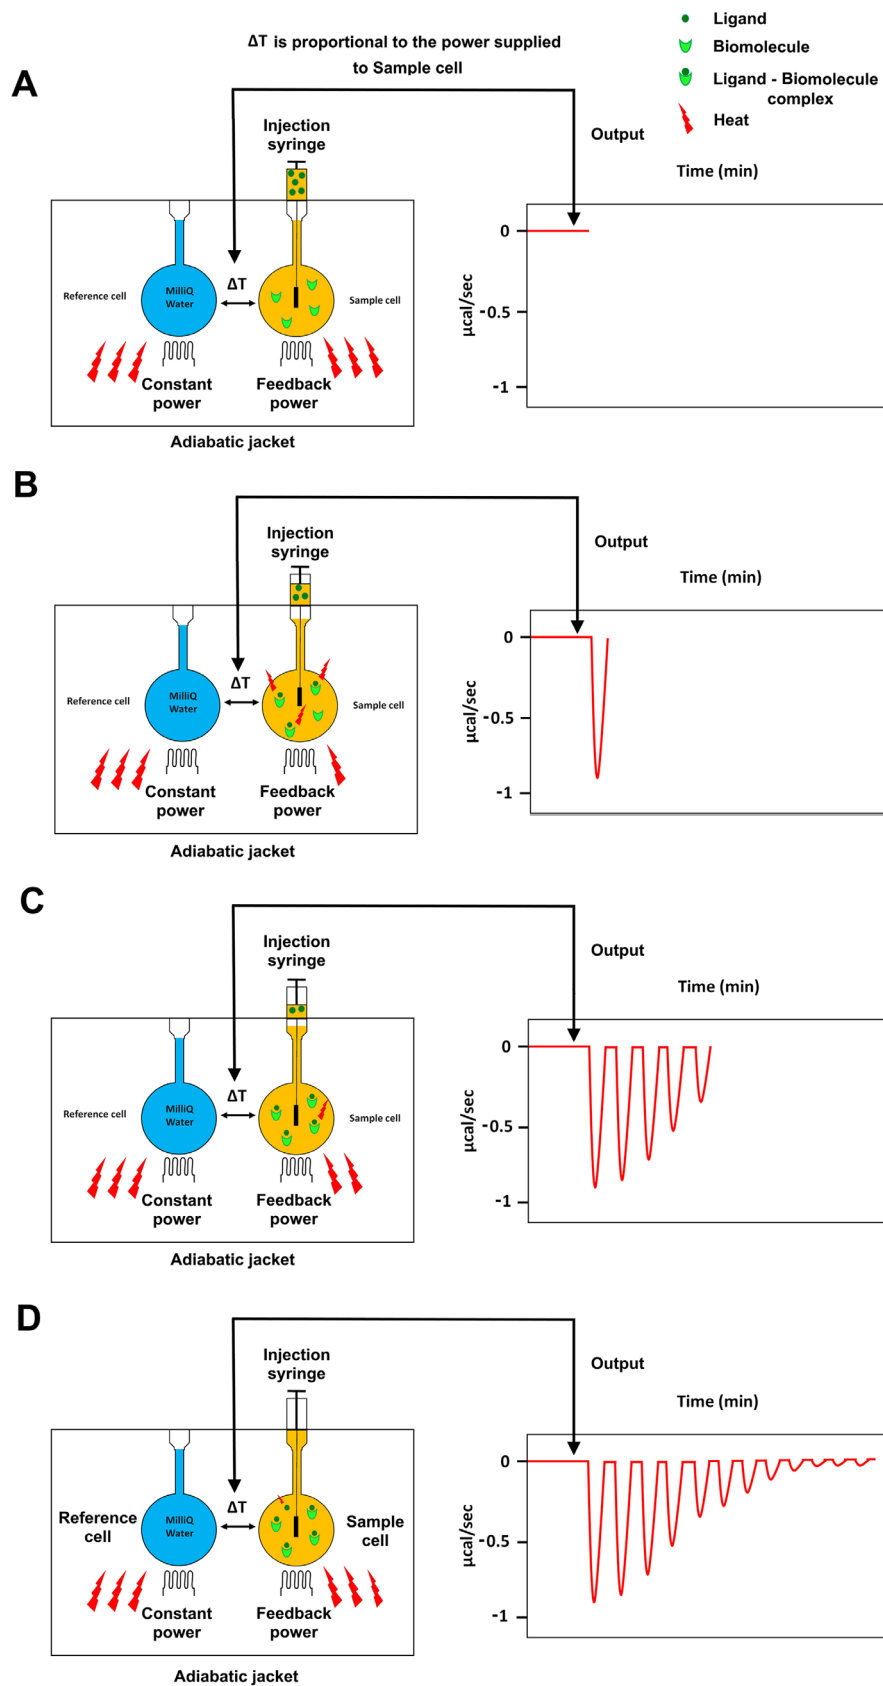 ΔT is proportional to the power supplied
to Sample cell
Ligand
Biomolecule
Ligand - Biomolecule
complex
Heat
A
Injection
syringe
Output
Time (min)
Reference cell
MilliQ
Water
ΔT
Sample cell
Constant
power
Feedback
power
Adiabatic jacket
µcal/sec
0
-0.5
-1
B
Injection
syringe
Output
Time (min)
Reference cell
MilliQ
Water
ΔT
Sample cell
Constant
power
Feedback
power
Adiabatic jacket
µcal/sec
0
-0.5
-1
C
Injection
syringe
Output
Time (min)
Reference cell
MilliQ
Water
ΔT
Sample cell
Constant
power
Feedback
power
Adiabatic jacket
µcal/sec
0
-0.5
-1
D
Injection
syringe
Output
Time (min)
Reference
cell
MilliQ
Water
ΔT
Sample
cell
Constant
power
Feedback
power
Adiabatic jacket
µcal/sec
0
-0.5
-1